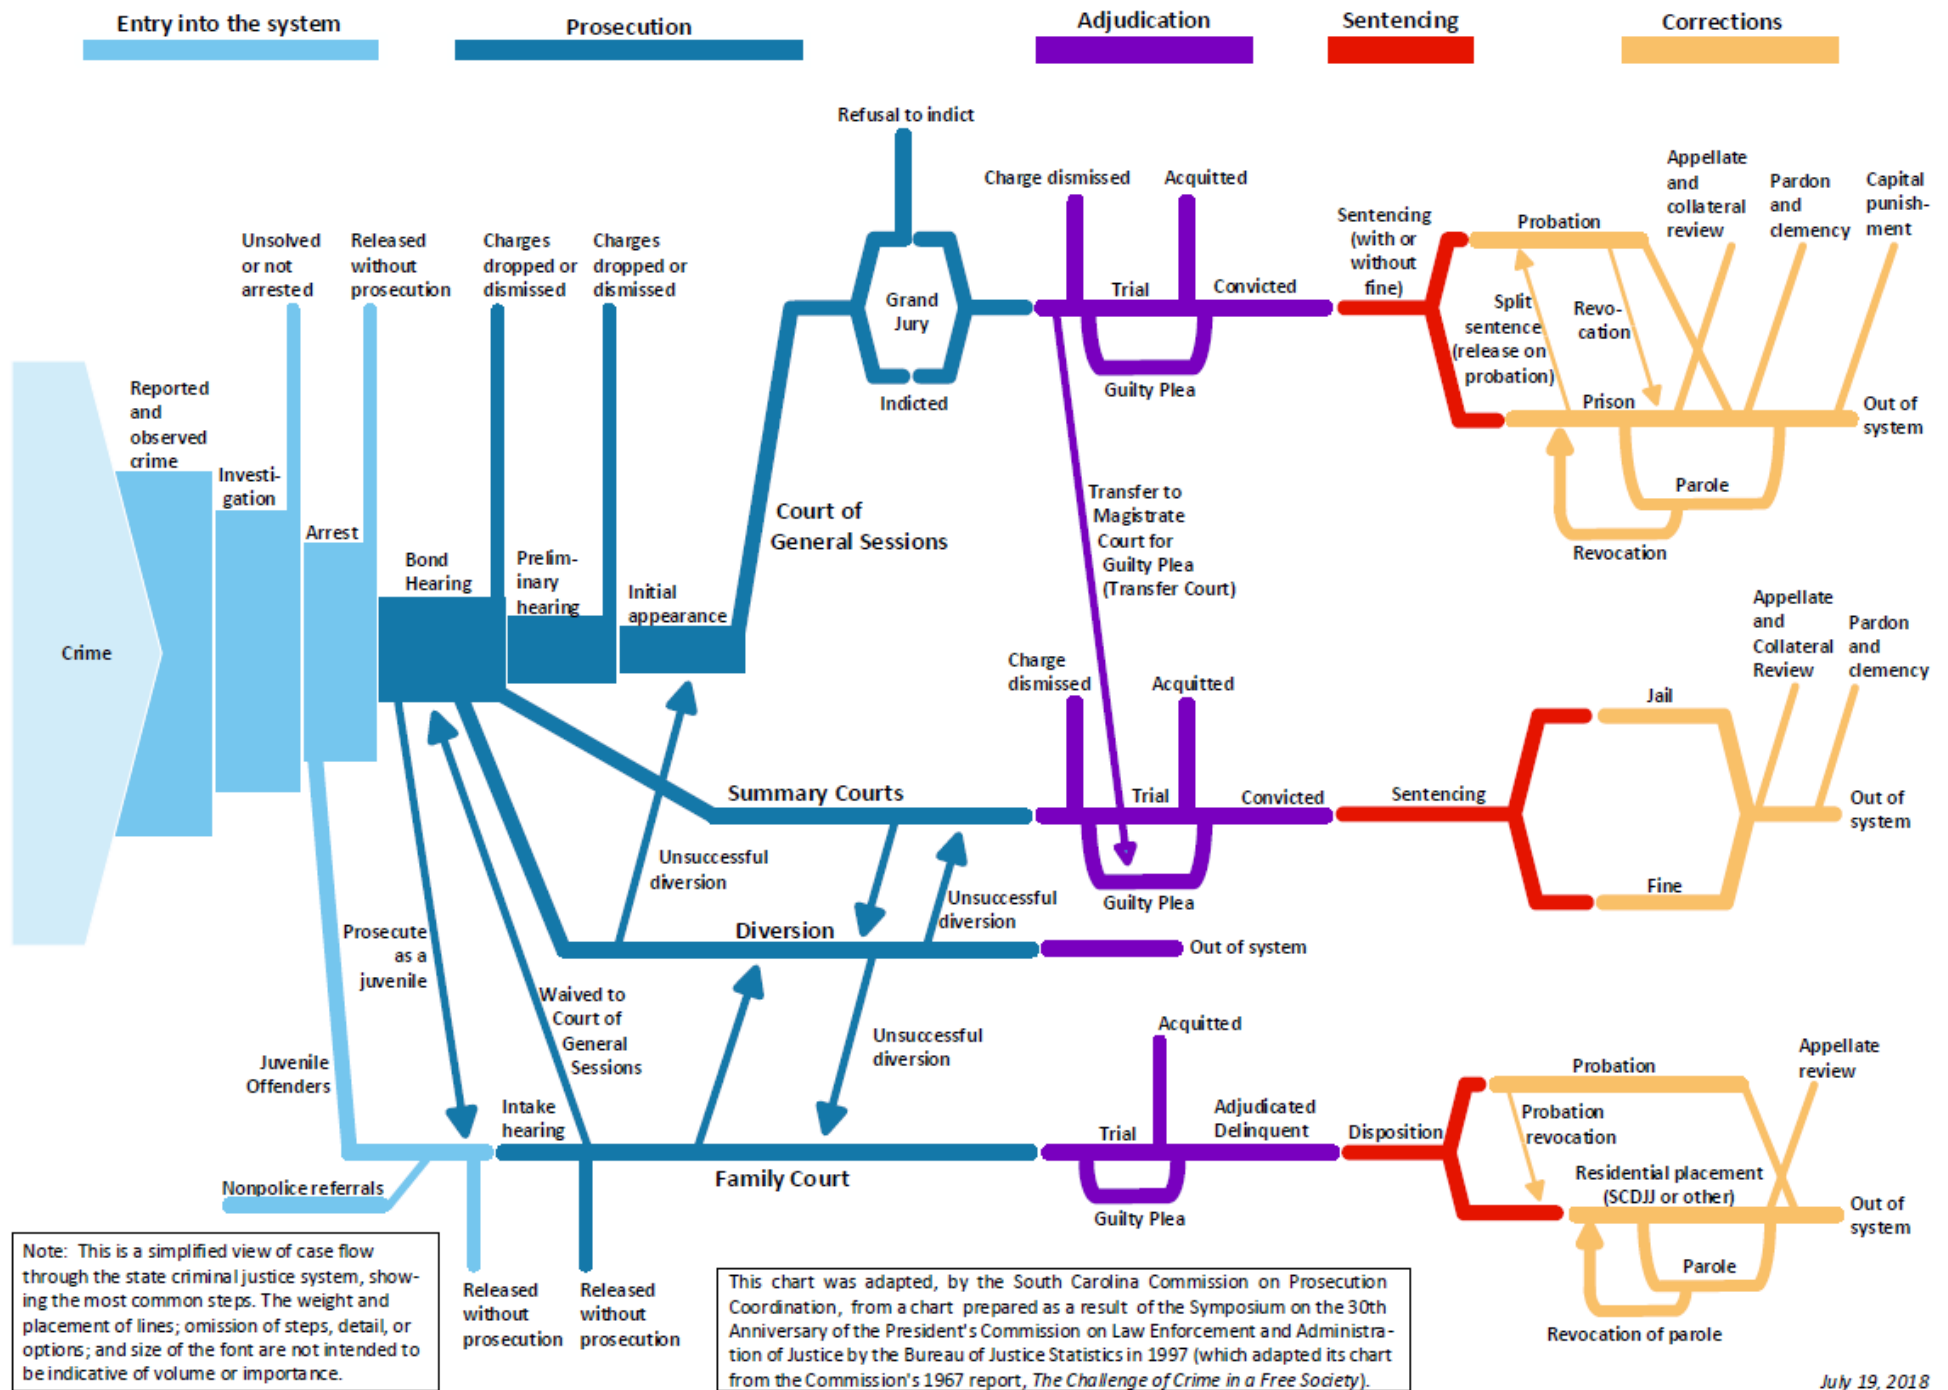 Entry into the system
Prosecution
Adjudication
Sentencing
Corrections
Refusal to indict
Charge dismissed
Acquitted
Appellate
and
collateral
review
Pardon
and
clemency
Capital
punish-
ment
Sentencing
(with or
without
fine)
Probation
Unsolved
or not
arrested
Released
without
prosecution
Charges
dropped or
dismissed
Charges
dropped or
dismissed
Grand
Jury
Trial
Convicted
Split
sentence
(release on
probation)
Revo-
cation
Guilty Plea
Indicted
Prison
Out of
system
Reported
and
observed
crime
Investi-
gation
Arrest
Parole
Revocation
Court of
General Sessions
Transfer to
Magistrate
Court for
Guilty Plea
(Transfer Court)
Bond
Hearing
Prelim-
inary
hearing
Initial
appearance
Crime
Appellate
and
Collateral
Review
Pardon
and
clemency
Charge
dismissed
Acquitted
Jail
Summary Courts
Trial
Convicted
Sentencing
Out of
system
Unsuccessful
diversion
Unsuccessful
diversion
Guilty Plea
Fine
Diversion
Out of system
Prosecute
as a
juvenile
Waived to
Court of
General
Sessions
Unsuccessful
diversion
Acquitted
Juvenile
Offenders
Probation
Appellate
review
Intake
hearing
Trial
Adjudicated
Delinquent
Disposition
Probation
revocation
Family Court
Residential placement
(SCDJJ or other)
Nonpolice referrals
Guilty Plea
Out of
system
Parole
Revocation of parole
Released
without
prosecution
Released
without
prosecution
Note: This is a simplified view of case flow
through the state criminal justice system, show-
ing the most common steps. The weight and
placement of lines; omission of steps, detail, or
options; and size of the font are not intended to
be indicative of volume or importance.
This chart was adapted, by the South Carolina Commission on Prosecution
Coordination, from a chart prepared as a result of the Symposium on the 30th
Anniversary of the President's Commission on Law Enforcement and Administra-
tion of Justice by the Bureau of Justice Statistics in 1997 (which adapted its chart
from the Commission's 1967 report, The Challenge of Crime in a Free Society).
July 19, 2018